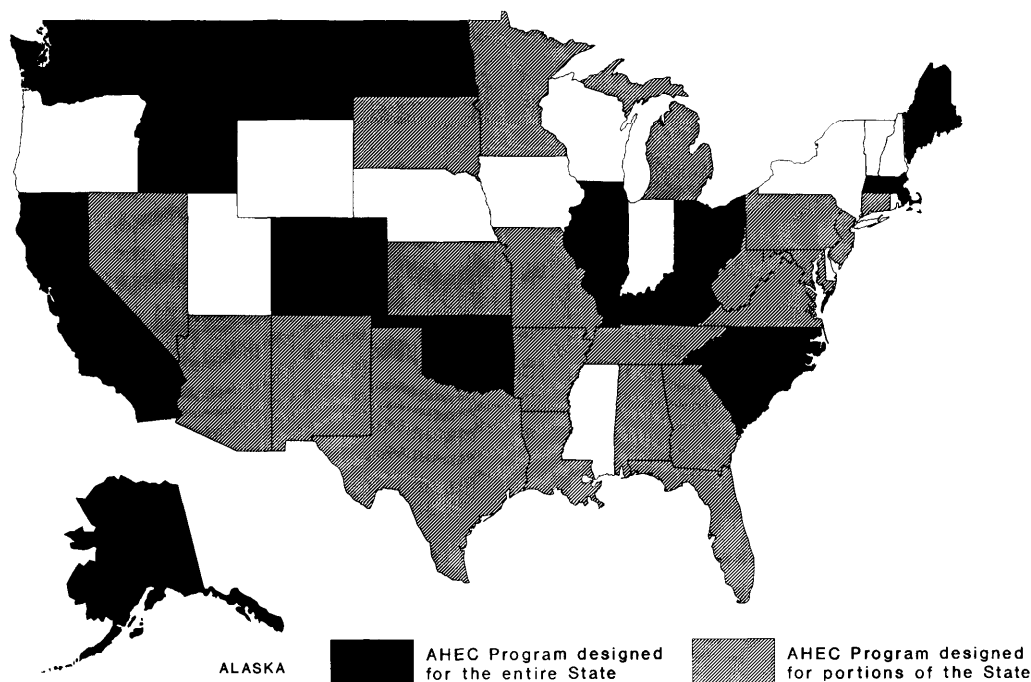 ALASKA
AHEC Program designed
for the entire State
AHEC Program designed
for portions of the State